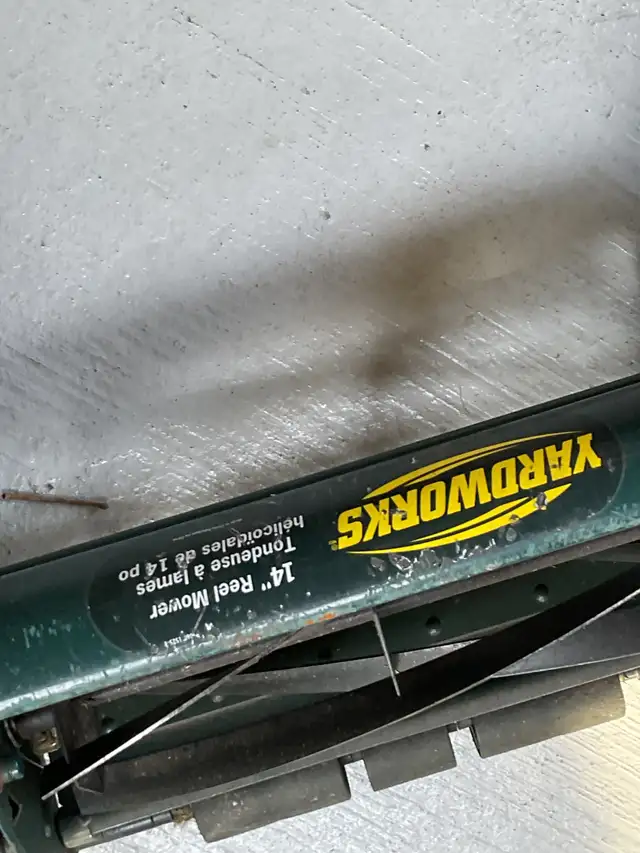 YARDWORKS
14" Reel Mower
Tondeuse à lames
hélicoïdales de 14 po